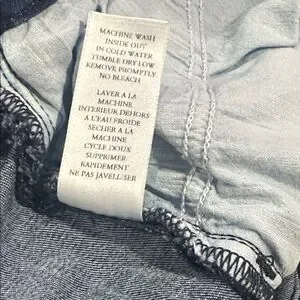 MACHINE WASH
INSIDE OUT
IN COLD WATER
TUMBLE DRY LOW
REMOVE PROMPTLY
NO BLEACH
LAVER A LA
MACHINE
INTERIEUR DEHORS
A L'EAU FROIDE
SECHER A LA
MACHINE
CYCLE DOUX
SUPPRIMER
RAPIDEMENT
NE PAS JAVELLISER